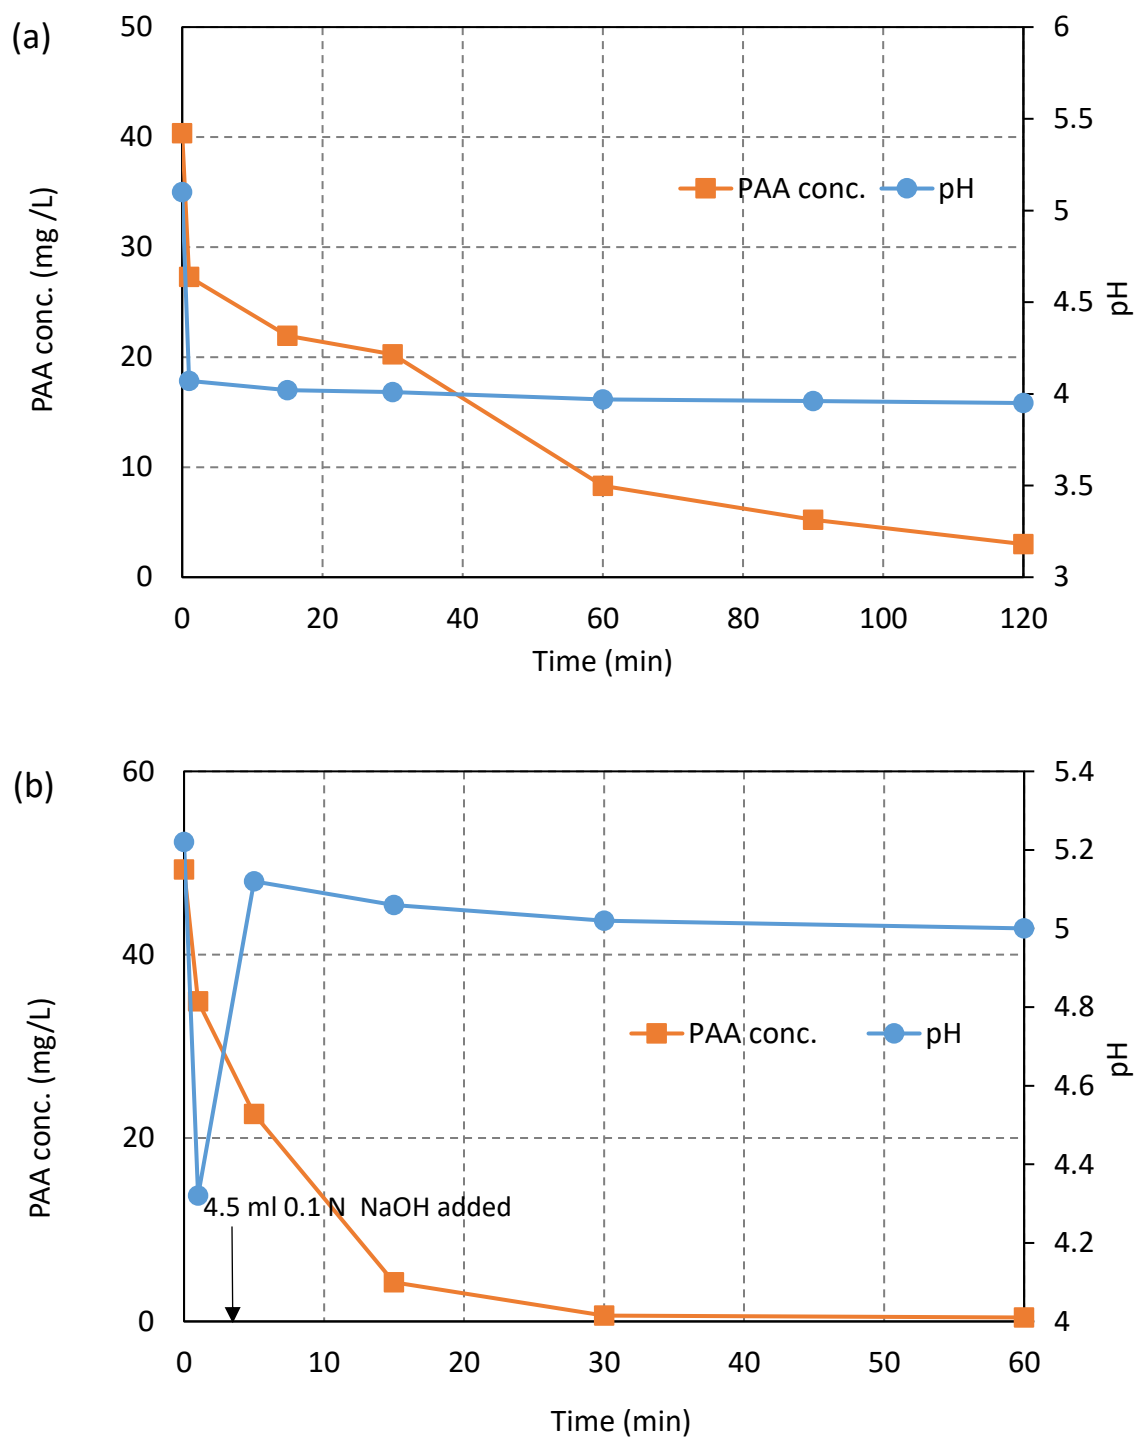 (a)
50
40
30
20
10
0
PAA conc. (mg /L)
6
5.5
5
4.5
4
3.5
3
pH
PAA conc. pH
0 20 40 60 80 100 120
Time (min)
(b)
60
40
20
0
PAA conc. (mg/L)
5.4
5.2
5
4.8
4.6
4.4
4.2
4
pH
PAA conc. pH
4.5 ml 0.1 N NaOH added
0 10 20 30 40 50 60
Time (min)